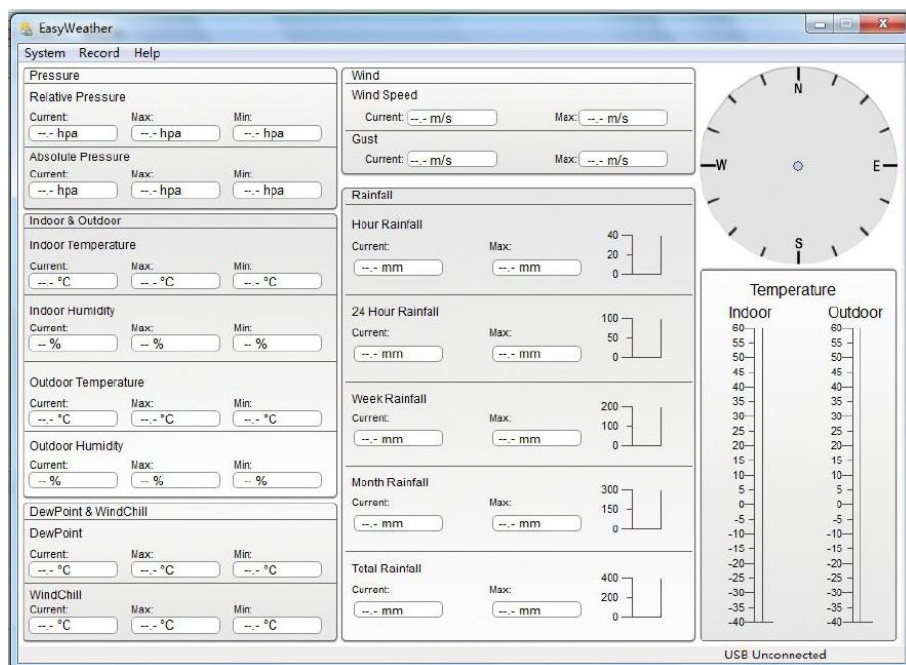 EasyWeather
System Record Help
Pressure
Relative Pressure
Current: Max: Min:
--.- hpa --.- hpa --.- hpa
Absolute Pressure
Current: Max: Min:
--.- hpa --.- hpa --.- hpa
Indoor & Outdoor
Indoor Temperature
Current: Max: Min:
--.- °C --.- °C --.- °C
Indoor Humidity
Current: Max: Min:
-- % -- % -- %
Outdoor Temperature
Current: Max: Min:
--.- °C --.- °C --.- °C
Outdoor Humidity
Current: Max: Min:
-- % -- % -- %
DewPoint & WindChill
DewPoint
Current: Max: Min:
--.- °C --.- °C --.- °C
WindChill
Current: Max: Min:
--.- °C --.- °C --.- °C
Wind
Wind Speed
Current: --.- m/s Max: --.- m/s
Gust
Current: --.- m/s Max: --.- m/s
Rainfall
Hour Rainfall
Current: Max:
--.- mm --.- mm
40
20
0
24 Hour Rainfall
Current: Max:
--.- mm --.- mm
100
50
0
Week Rainfall
Current: Max:
--.- mm --.- mm
200
100
0
Month Rainfall
Current: Max:
--.- mm --.- mm
300
150
0
Total Rainfall
Current: Max:
--.- mm --.- mm
400
200
0
N
W E
S
Temperature
Indoor Outdoor
60 60
55 55
50 50
45 45
40 40
35 35
30 30
25 25
20 20
15 15
10 10
5 5
0 0
-5 -5
-10 -10
-15 -15
-20 -20
-25 -25
-30 -30
-35 -35
-40 -40
USB Unconnected